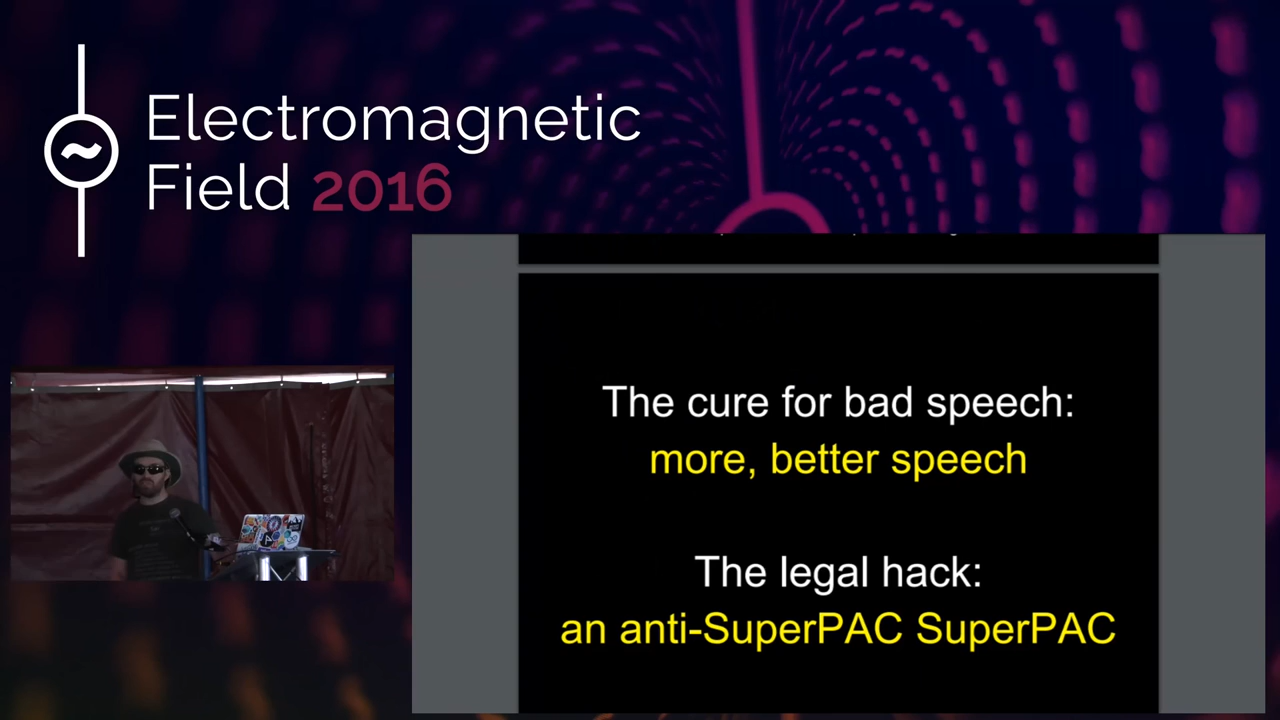 Electromagnetic
Field 2016
The cure for bad speech:
more, better speech
The legal hack:
an anti-SuperPAC SuperPAC